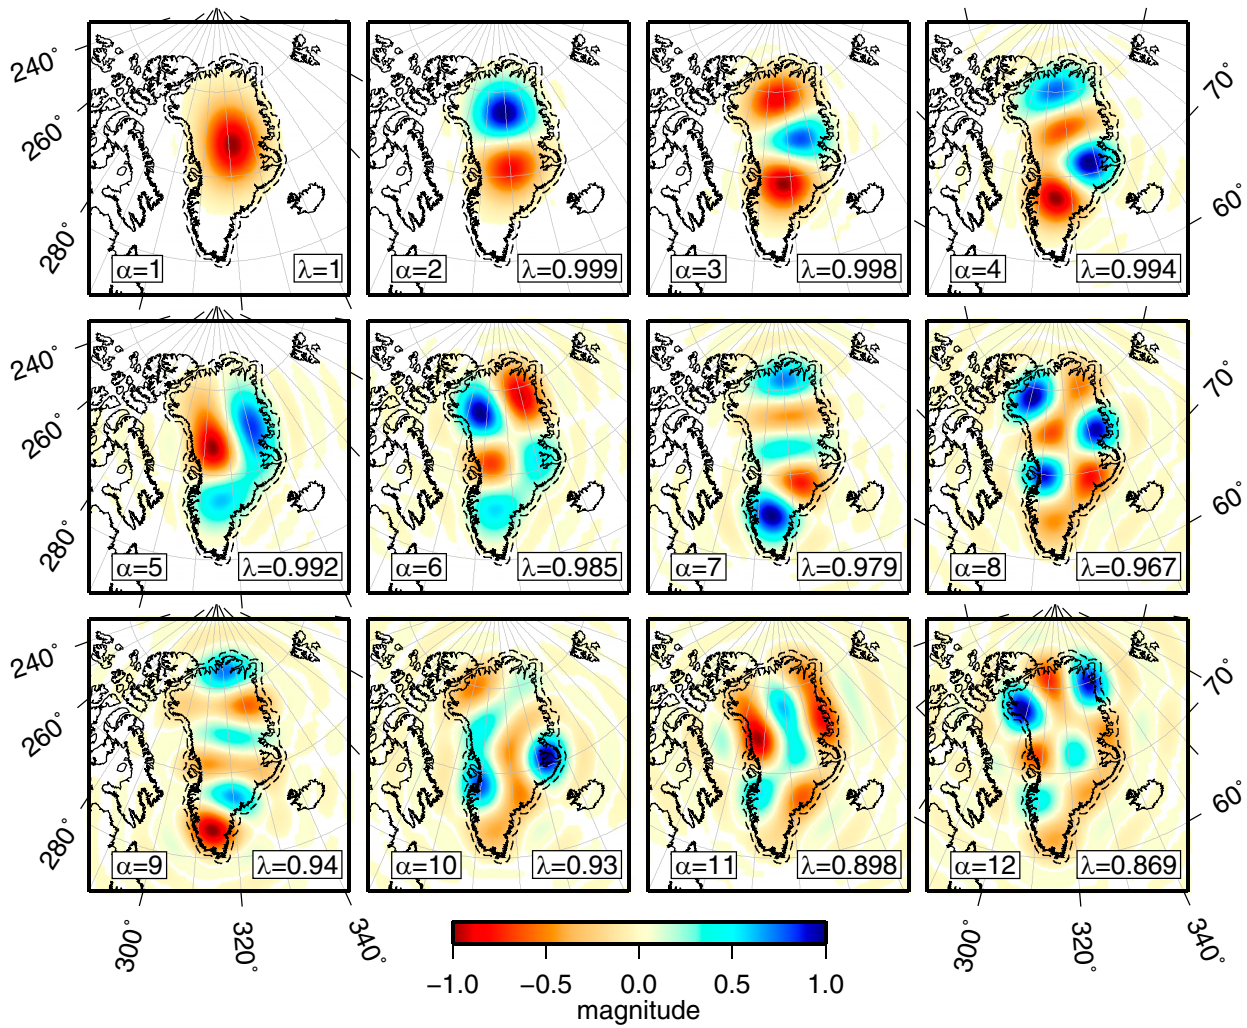 240°
260°
280°
α=1
λ=1
α=2
λ=0.999
α=3
λ=0.998
α=4
λ=0.994
70°
60°
240°
260°
280°
α=5
λ=0.992
α=6
λ=0.985
α=7
λ=0.979
α=8
λ=0.967
70°
60°
240°
260°
280°
α=9
λ=0.94
α=10
λ=0.93
α=11
λ=0.898
α=12
λ=0.869
70°
60°
300°
320°
340°
300°
320°
340°
−1.0 −0.5 0.0 0.5 1.0
magnitude